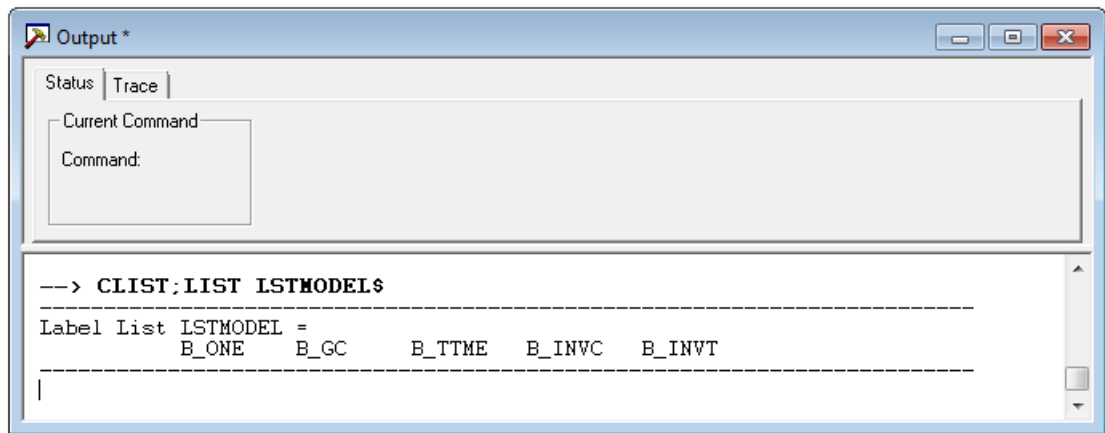 Output *
Status Trace
Current Command
Command:
--> CLIST;LIST LSTMODEL$
Label List LSTMODEL =
B_ONE B_GC B_TTME B_INVC B_INVT